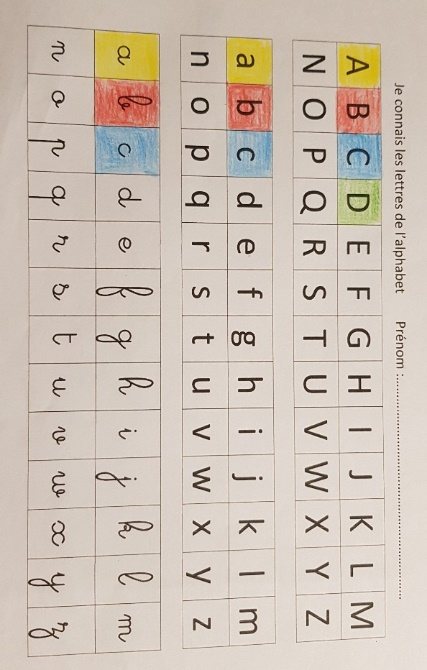 Je connais les lettres de l'alphabet Prénom :..............................................
A B C D E F G H I J K L M
N O P Q R S T U V W X Y Z
a b c d e f g h i j k l m
n o p q r s t u v w x y z
a b c d e f g h i j k l m
n o p q r s t u v w x y z